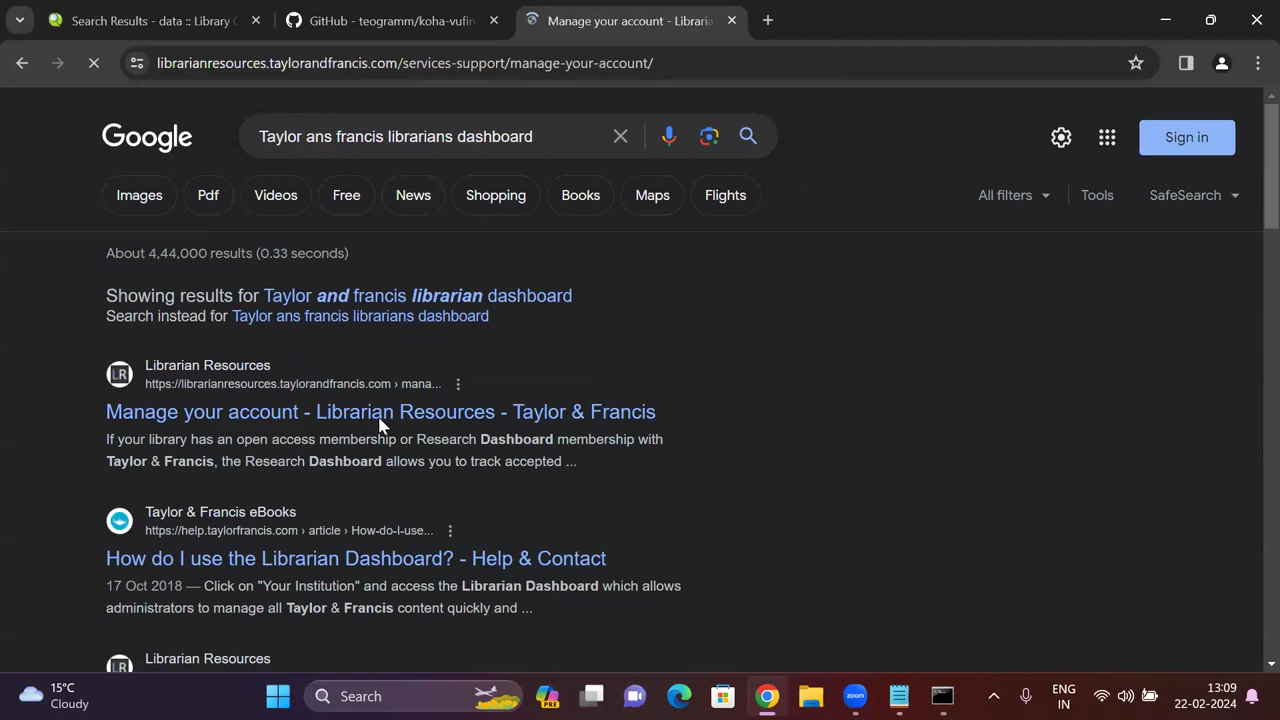 Search Results - data :: Library C
GitHub - teogramm/koha-vufin
Manage your account - Libraria
librarianresources.taylorandfrancis.com/services-support/manage-your-account/
Google
Taylor ans francis librarians dashboard
Sign in
Images
Pdf
Videos
Free
News
Shopping
Books
Maps
Flights
All filters
Tools
SafeSearch
About 4,44,000 results (0.33 seconds)
Showing results for Taylor and francis librarian dashboard
Search instead for Taylor ans francis librarians dashboard
LR
Librarian Resources
https://librarianresources.taylorandfrancis.com › mana...
Manage your account - Librarian Resources - Taylor & Francis
If your library has an open access membership or Research Dashboard membership with
Taylor & Francis, the Research Dashboard allows you to track accepted ...
Taylor & Francis eBooks
https://help.taylorfrancis.com › article › How-do-I-use...
How do I use the Librarian Dashboard? - Help & Contact
17 Oct 2018 — Click on "Your Institution" and access the Librarian Dashboard which allows
administrators to manage all Taylor & Francis content quickly and ...
LR
Librarian Resources
15°C
Cloudy
Search
PRE
zoom
ENG
IN
13:09
22-02-2024